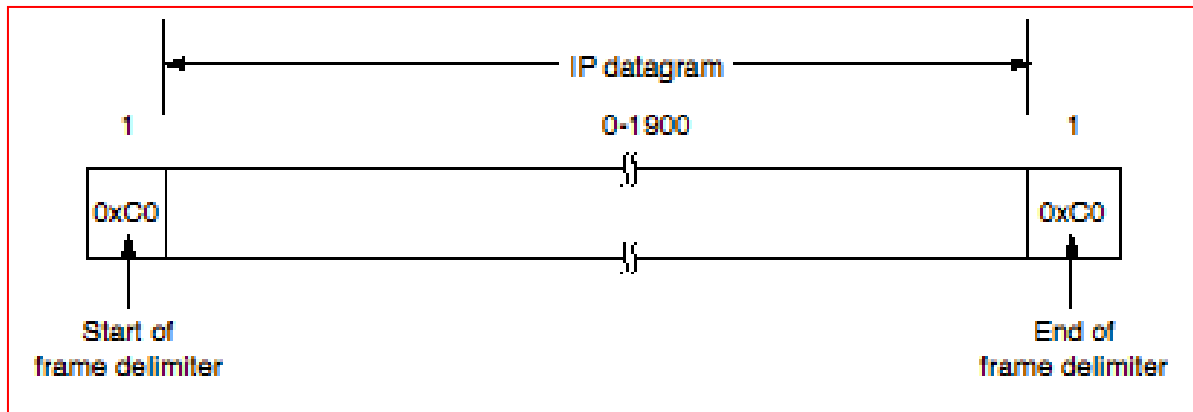 IP datagram
1
0-1900
1
0xC0
0xC0
Start of
frame delimiter
End of
frame delimiter